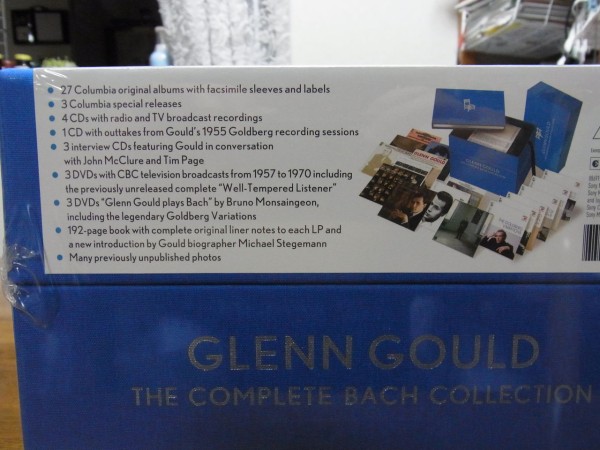 27 Columbia original albums with facsimile sleeves and labels
3 Columbia special releases
4 CDs with radio and TV broadcast recordings
1 CD with outtakes from Gould's 1955 Goldberg recording sessions
3 interview CDs featuring Gould in conversation
with John McClure and Tim Page
3 DVDs with CBC television broadcasts from 1957 to 1970 including
the previously unreleased complete "Well-Tempered Listener"
3 DVDs "Glenn Gould plays Bach" by Bruno Monsaingeon,
including the legendary Goldberg Variations
192-page book with complete original liner notes to each LP and
a new introduction by Gould biographer Michael Stegemann
Many previously unpublished photos
GLENN GOULD
GLENN GOULD
THE COMPLETE BACH COLLECTION